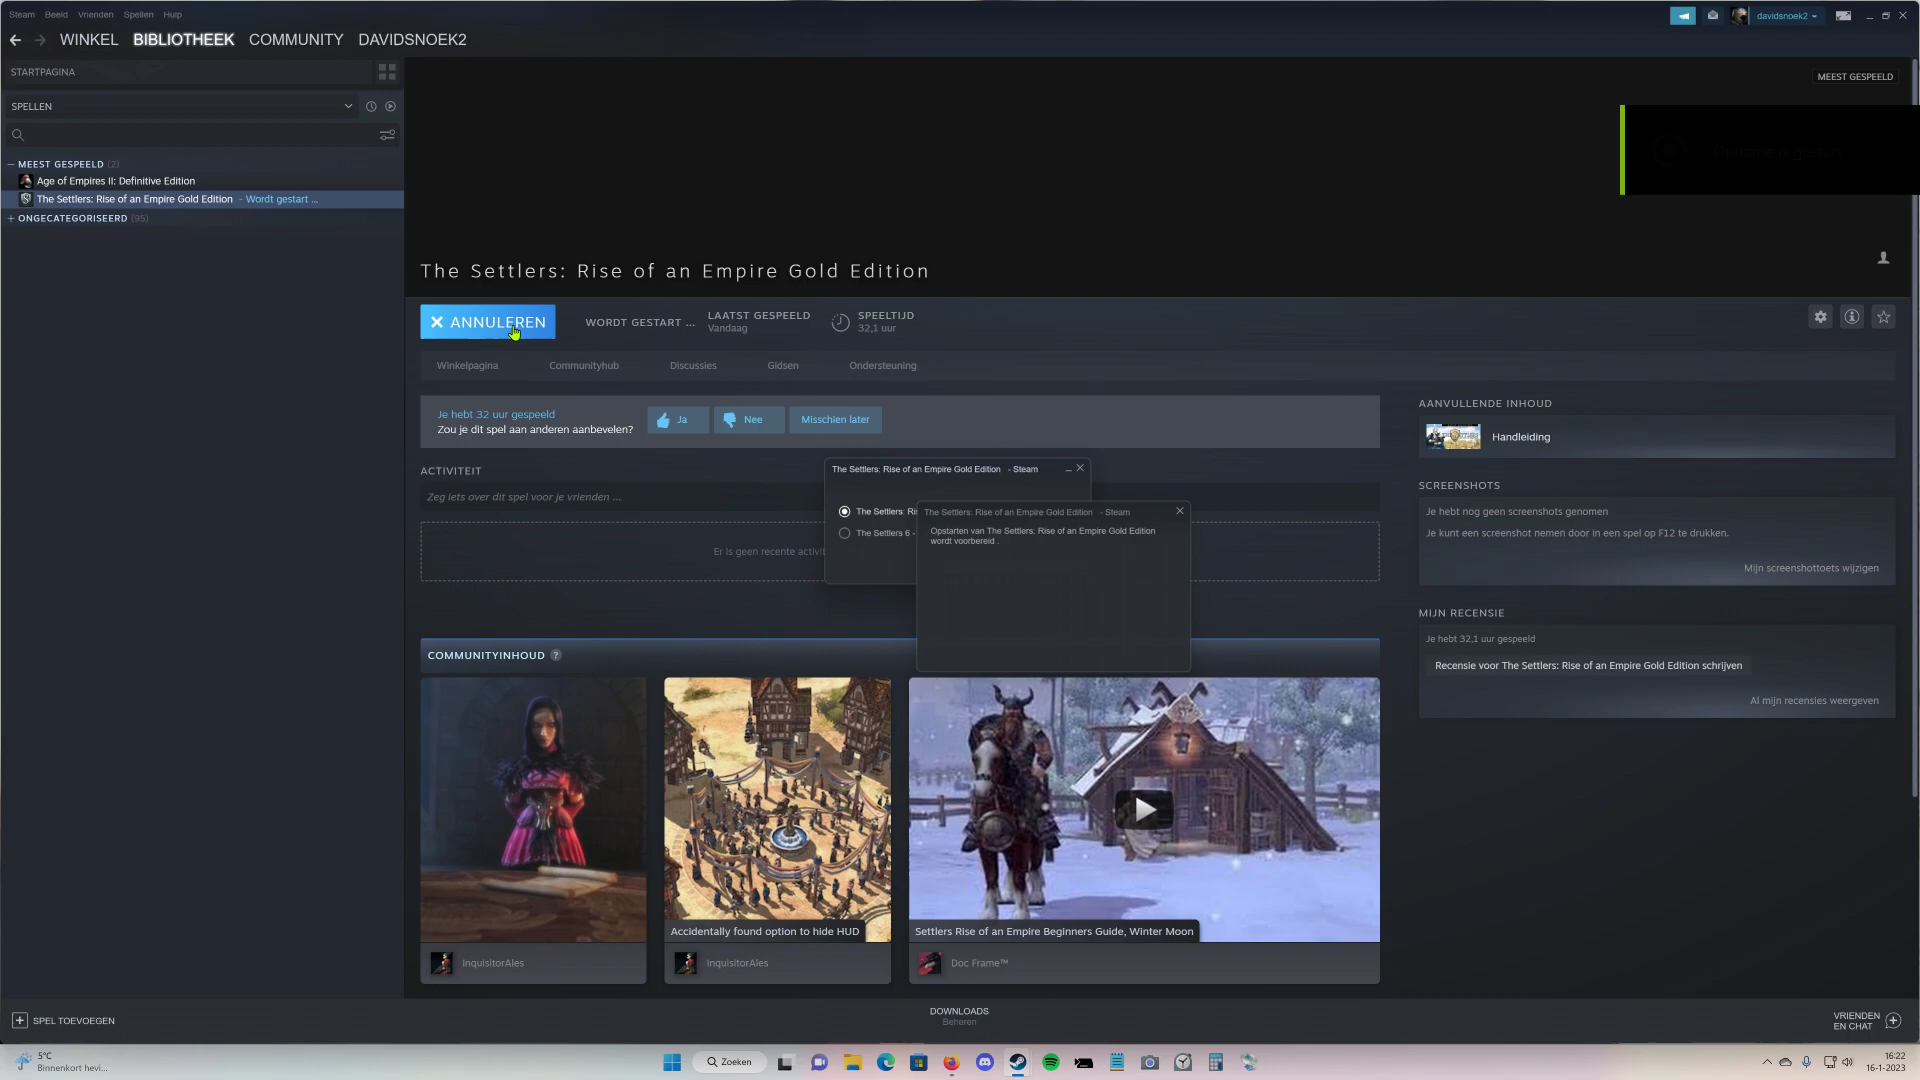 Steam Beeld Vrienden Spellen Hulp
davidsnoek2
WINKEL BIBLIOTHEEK COMMUNITY DAVIDSNOEK2
STARTPAGINA
MEEST GESPEELD
SPELLEN
MEEST GESPEELD (2)
Age of Empires II: Definitive Edition
The Settlers: Rise of an Empire Gold Edition - Wordt gestart ...
ONGECATEGORISEERD (95)
The Settlers: Rise of an Empire Gold Edition
ANNULEREN
WORDT GESTART ...
LAATST GESPEELD
Vandaag
SPEELTIJD
32,1 uur
Winkelpagina Communityhub Discussies Gidsen Ondersteuning
Je hebt 32 uur gespeeld
Zou je dit spel aan anderen aanbevelen?
Ja Nee Misschien later
ACTIVITEIT
Zeg iets over dit spel voor je vrienden ...
Er is geen recente activi
The Settlers: Rise of an Empire Gold Edition - Steam
The Settlers: Ri
The Settlers 6 -
The Settlers: Rise of an Empire Gold Edition - Steam
Opstarten van The Settlers: Rise of an Empire Gold Edition
wordt voorbereid .
COMMUNITYINHOUD ?
Accidentally found option to hide HUD
Settlers Rise of an Empire Beginners Guide, Winter Moon
InquisitorAles
InquisitorAles
Doc Frame™
AANVULLENDE INHOUD
Handleiding
SCREENSHOTS
Je hebt nog geen screenshots genomen
Je kunt een screenshot nemen door in een spel op F12 te drukken.
Mijn screenshottoets wijzigen
MIJN RECENSIE
Je hebt 32,1 uur gespeeld
Recensie voor The Settlers: Rise of an Empire Gold Edition schrijven
Al mijn recensies weergeven
SPEL TOEVOEGEN
DOWNLOADS
Beheren
VRIENDEN
EN CHAT
5°C
Binnenkort hevi...
Zoeken
16:22
16-1-2023